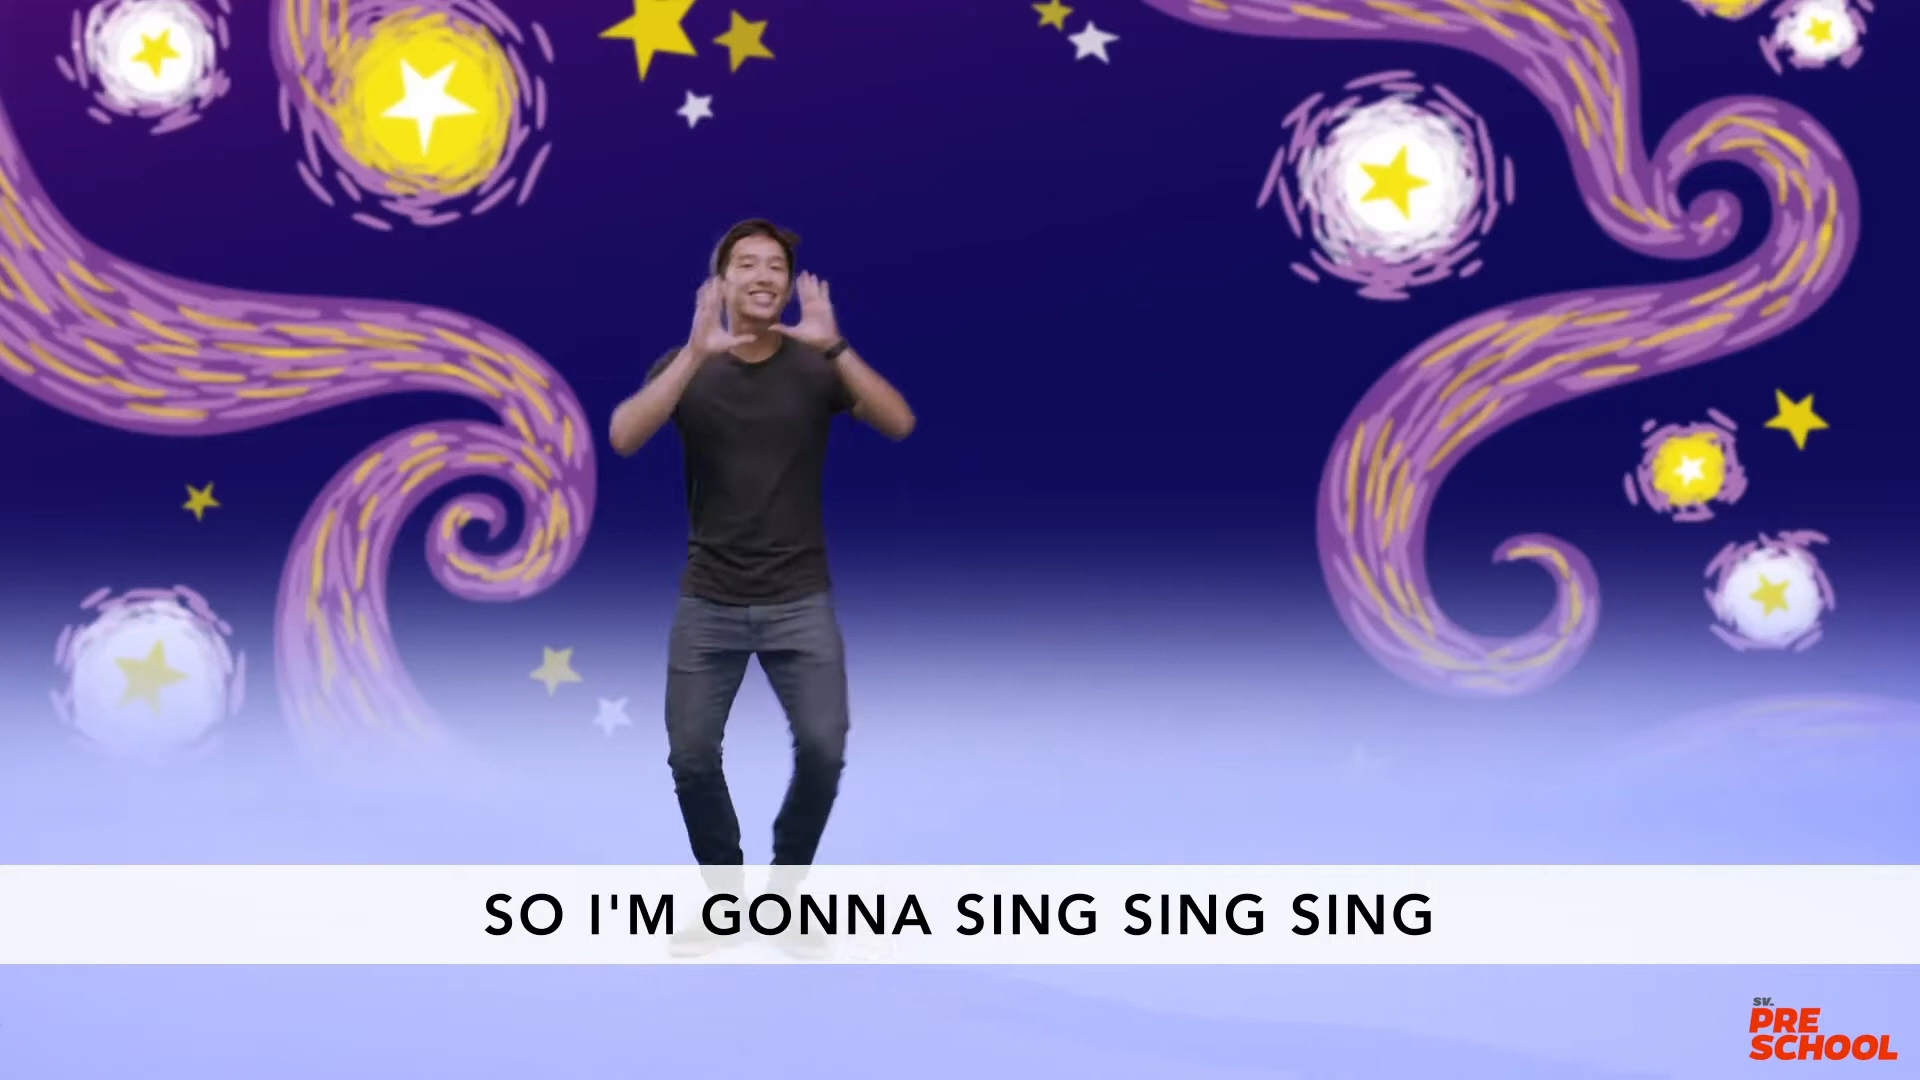 SO I'M GONNA SING SING SING
SV.
PRE
SCHOOL